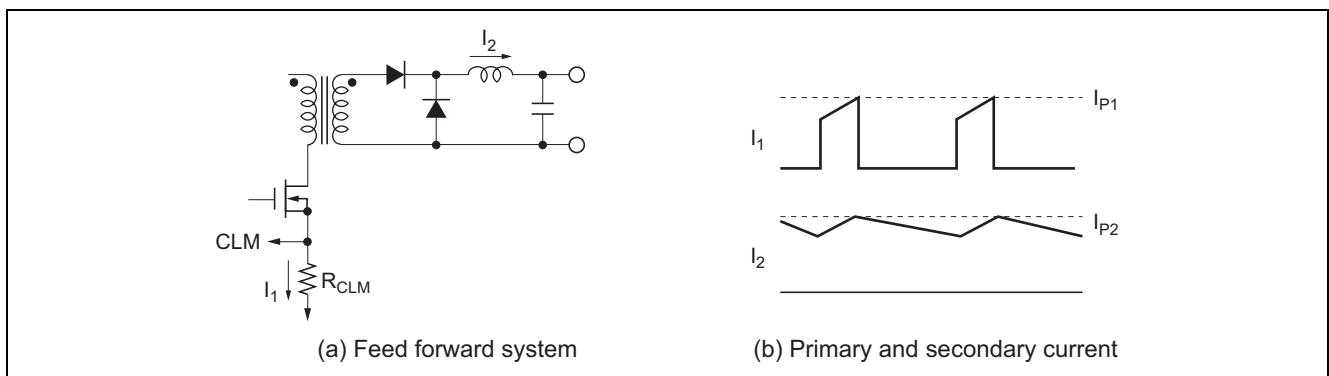 I2
CLM
I1
RCLM
(a) Feed forward system
I1
IP1
I2
IP2
(b) Primary and secondary current